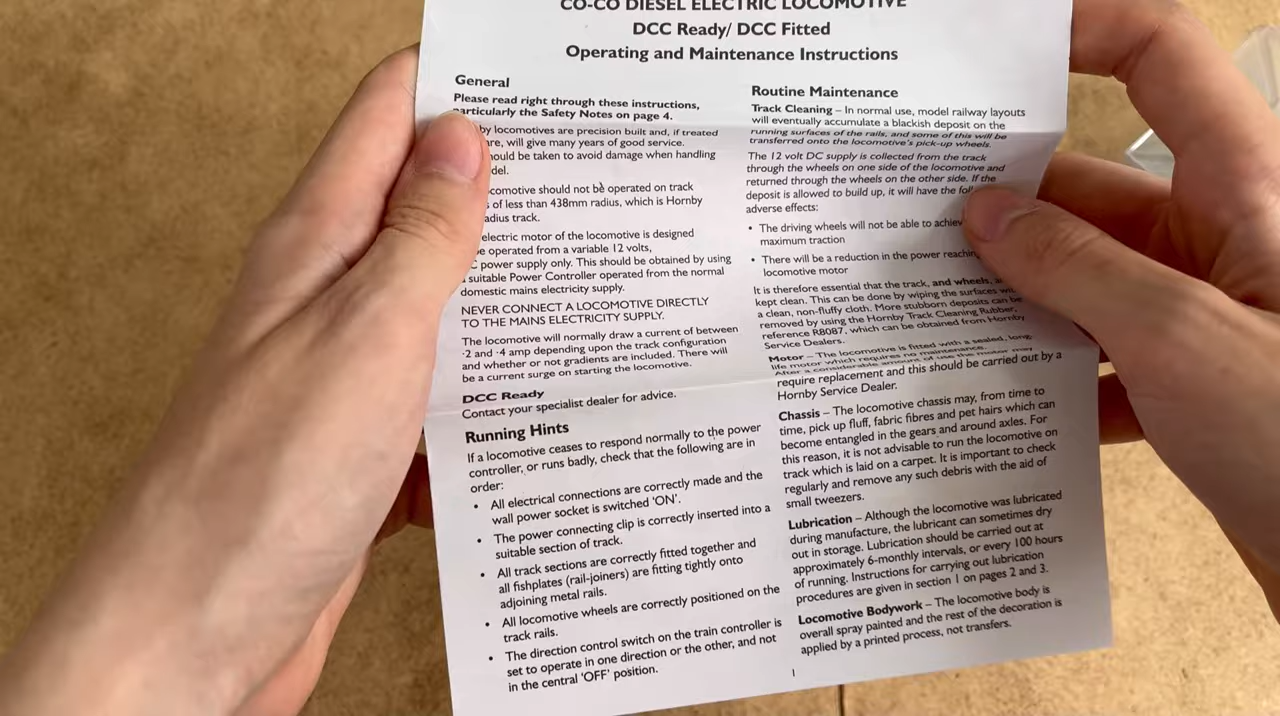 CO-CO DIESEL ELECTRIC LOCOMOTIVE
DCC Ready/ DCC Fitted
Operating and Maintenance Instructions
General
Please read right through these instructions,
particularly the Safety Notes on page 4.
by locomotives are precision built and, if treated
will give many years of good service.
should be taken to avoid damage when handling
comotive should not be operated on track
of less than 438mm radius, which is Hornby
radius track.
electric motor of the locomotive is designed
operated from a variable 12 volts,
power supply only. This should be obtained by using
suitable Power Controller operated from the normal
domestic mains electricity supply.
NEVER CONNECT A LOCOMOTIVE DIRECTLY
TO THE MAINS ELECTRICITY SUPPLY.
The locomotive will normally draw a current of between
·2 and ·4 amp depending upon the track configuration
and whether or not gradients are included. There will
be a current surge on starting the locomotive.
DCC Ready
Contact your specialist dealer for advice.
Running Hints
If a locomotive ceases to respond normally to the power
controller, or runs badly, check that the following are in
order:
• All electrical connections are correctly made and the
wall power socket is switched ‘ON’.
• The power connecting clip is correctly inserted into a
suitable section of track.
• All track sections are correctly fitted together and
all fishplates (rail-joiners) are fitting tightly onto
adjoining metal rails.
• All locomotive wheels are correctly positioned on the
track rails.
• The direction control switch on the train controller is
set to operate in one direction or the other, and not
in the central ‘OFF’ position.
Routine Maintenance
Track Cleaning – In normal use, model railway layouts
will eventually accumulate a blackish deposit on the
running surfaces of the rails, and some of this will be
transferred onto the locomotive’s pick-up wheels.
The 12 volt DC supply is collected from the track
through the wheels on one side of the locomotive and
returned through the wheels on the other side. If the
deposit is allowed to build up, it will have the
adverse effects:
• The driving wheels will not be able to
maximum traction
• There will be a reduction in the power
locomotive motor
It is therefore essential that the track, and wheels,
kept clean. This can be done by wiping the surfaces
a clean, non-fluffy cloth. More stubborn deposits can be
removed by using the Hornby Track Cleaning Rubber,
reference R8087, which can be obtained from Hornby
Service Dealers.
Motor – The locomotive is fitted with a sealed, long-
life motor which requires no maintenance.
After a considerable amount of use the motor may
require replacement and this should be carried out by a
Hornby Service Dealer.
Chassis – The locomotive chassis may, from time to
time, pick up fluff, fabric fibres and pet hairs which can
become entangled in the gears and around axles. For
this reason, it is not advisable to run the locomotive on
track which is laid on a carpet. It is important to check
regularly and remove any such debris with the aid of
small tweezers.
Lubrication – Although the locomotive was lubricated
during manufacture, the lubricant can sometimes dry
out in storage. Lubrication should be carried out at
approximately 6-monthly intervals, or every 100 hours
of running. Instructions for carrying out lubrication
procedures are given in section 1 on pages 2 and 3.
Locomotive Bodywork – The locomotive body is
overall spray painted and the rest of the decoration is
applied by a printed process, not transfers.
1